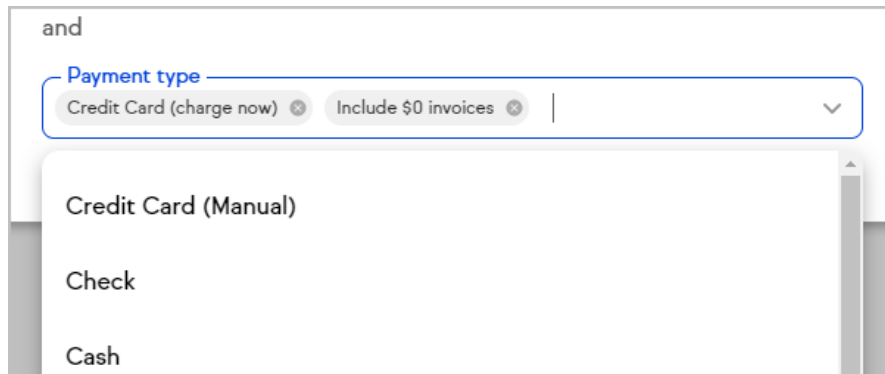 and
Payment type
Credit Card (charge now) Include $0 invoices
Credit Card (Manual)
Check
Cash